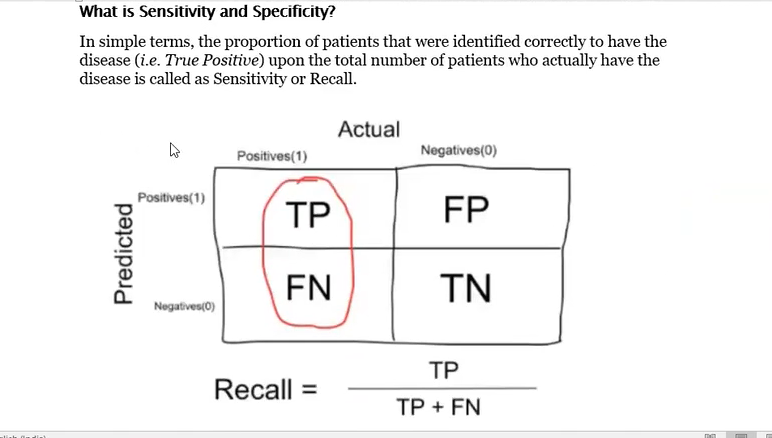 What is Sensitivity and Specificity?
In simple terms, the proportion of patients that were identified correctly to have the
disease (i.e. True Positive) upon the total number of patients who actually have the
disease is called as Sensitivity or Recall.
Actual
Positives(1)
Negatives(0)
Predicted
Positives(1)
TP
FP
Negatives(0)
FN
TN
Recall =
TP
TP + FN